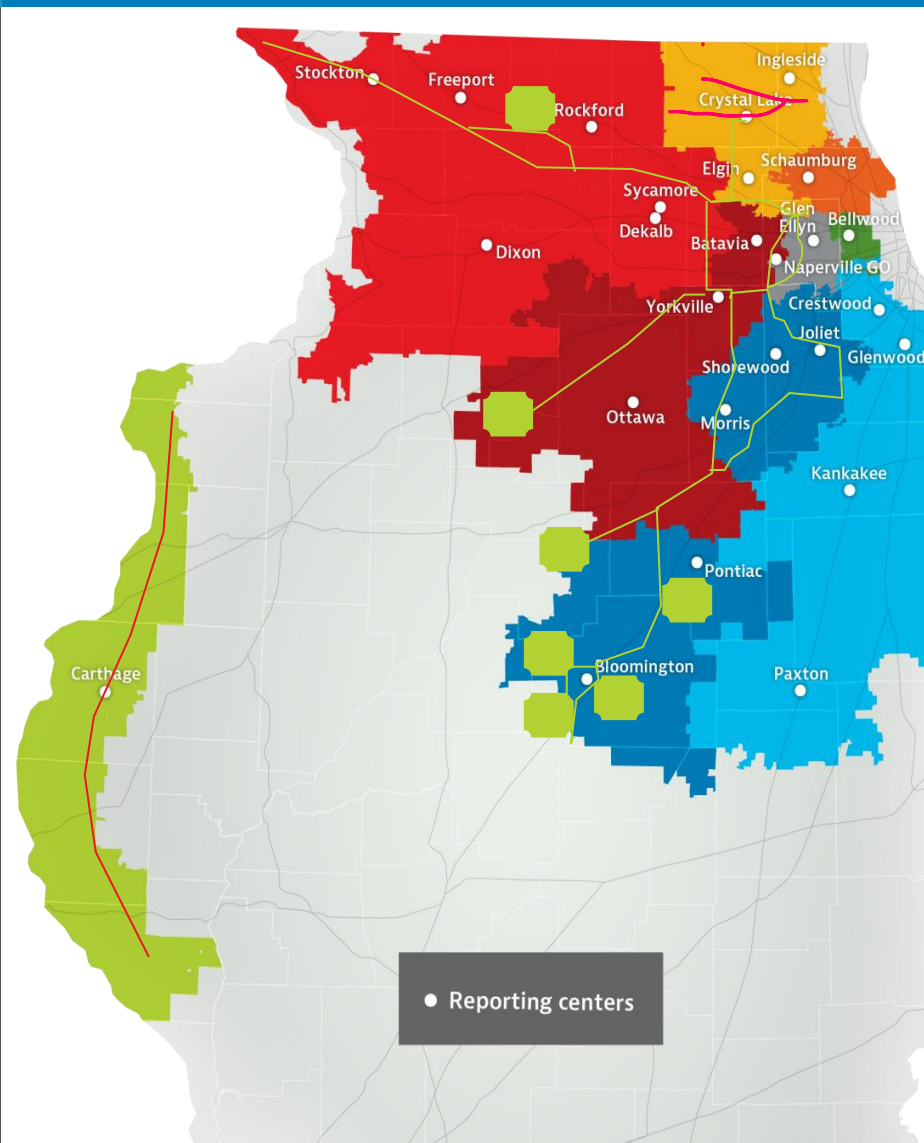 Ingleside
Stockton
Freeport
Crystal Lake
Rockford
Elgin
Schaumburg
Sycamore
Dekalb
Glen
Ellyn
Bellwood
Batavia
Dixon
Naperville GO
Yorkville
Crestwood
Joliet
Glenwood
Shorewood
Ottawa
Morris
Kankakee
Pontiac
Bloomington
Carthage
Paxton
Reporting centers